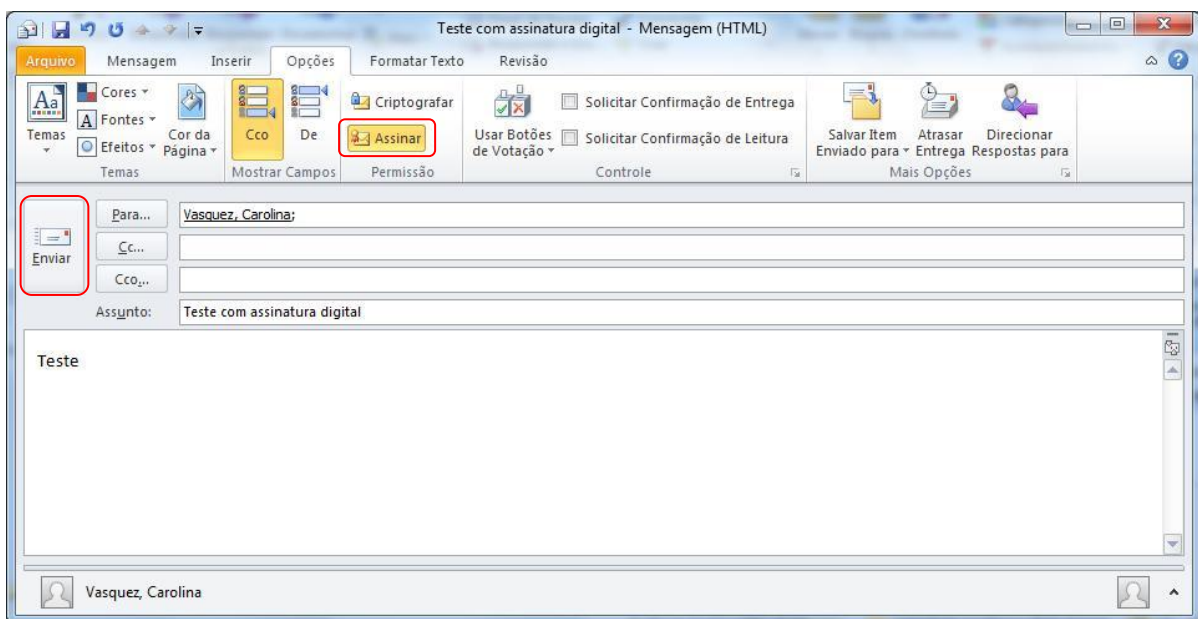 Teste com assinatura digital - Mensagem (HTML)
Arquivo Mensagem Inserir Opções Formatar Texto Revisão
Aa Temas
Cores
A Fontes
Efeitos
Cor da Página
Temas
Cco De
Mostrar Campos
Criptografar
Assinar
Permissão
Usar Botões de Votação
Solicitar Confirmação de Entrega
Solicitar Confirmação de Leitura
Controle
Salvar Item Enviado para
Atrasar Entrega
Direcionar Respostas para
Mais Opções
Enviar
Para... Vasquez, Carolina;
Cc...
Cco...
Assunto: Teste com assinatura digital
Teste
Vasquez, Carolina